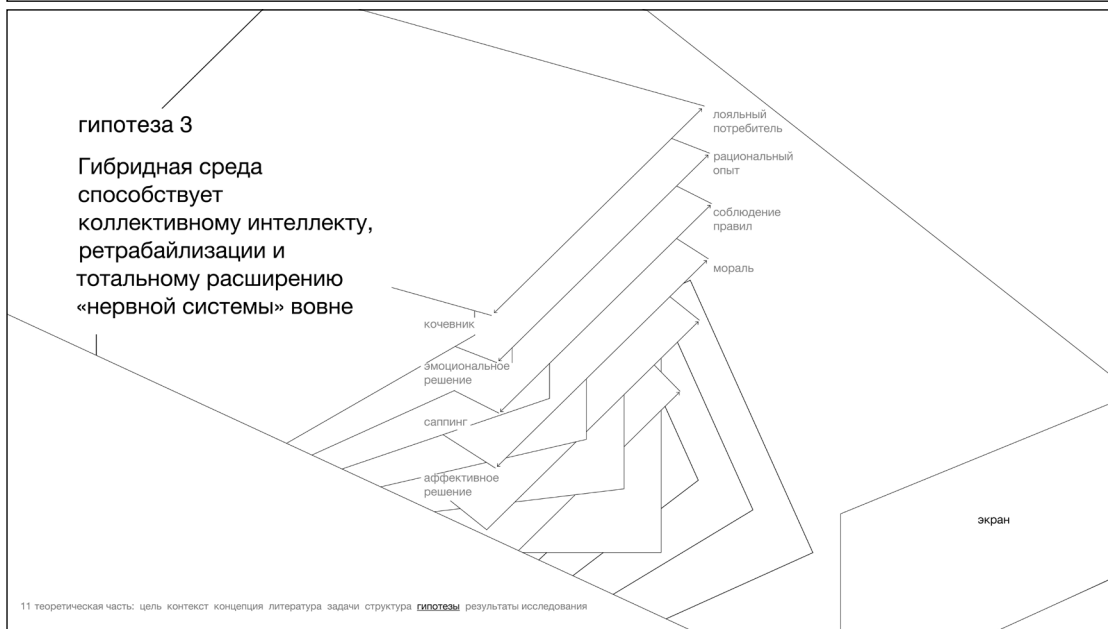 гипотеза 3
Гибридная среда
способствует
коллективному интеллекту,
ретрабайлизации и
тотальному расширению
«нервной системы» вовне
лояльный
потребитель
рациональный
опыт
соблюдение
правил
мораль
кочевник
эмоциональное
решение
саппинг
аффективное
решение
экран
11 теоретическая часть: цель контекст концепция литература задачи структура гипотезы результаты исследования